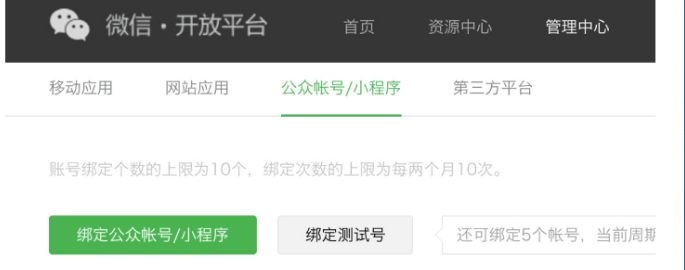 微信·开放平台 首页 资源中心 管理中心
移动应用 网站应用 公众帐号/小程序 第三方平台
账号绑定个数的上限为10个，绑定次数的上限为每两个月10次。
绑定公众帐号/小程序 绑定测试号 还可绑定5个帐号，当前周期